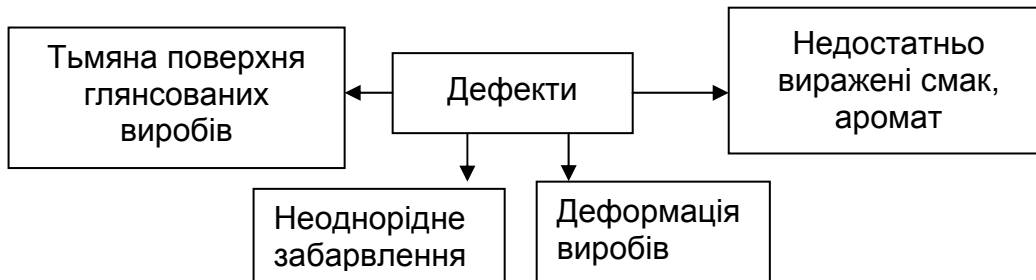 Тьмяна поверхня
глянсованих
виробів
Дефекти
Недостатньо
виражені смак,
аромат
Неоднорідне
забарвлення
Деформація
виробів